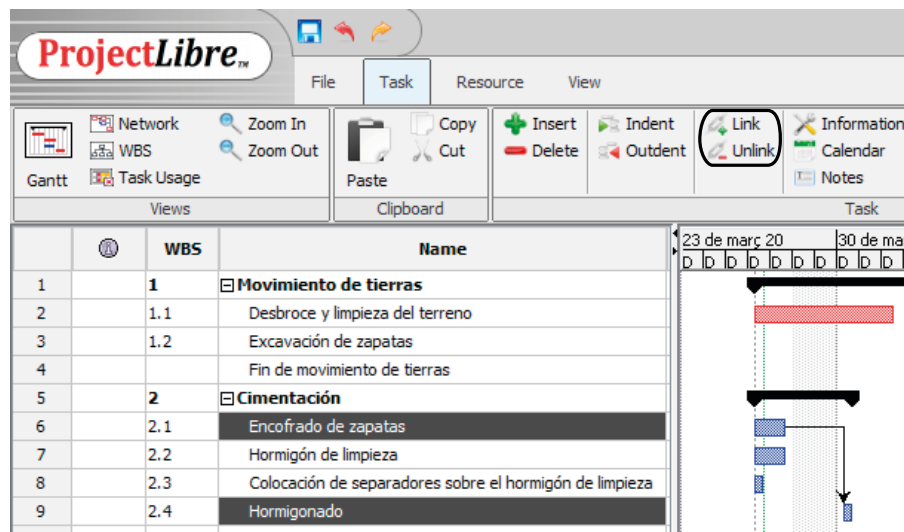 ProjectLibre™
File Task Resource View
Network Zoom In Copy Insert Indent Link Information
WBS Zoom Out Cut Delete Outdent Unlink Calendar
Gantt Task Usage Paste Notes
Views Clipboard Task
WBS Name
23 de març 20 30 de ma
D D D D D D D D D D
1 1 Movimiento de tierras
2 1.1 Desbroce y limpieza del terreno
3 1.2 Excavación de zapatas
4 Fin de movimiento de tierras
5 2 Cimentación
6 2.1 Encofrado de zapatas
7 2.2 Hormigón de limpieza
8 2.3 Colocación de separadores sobre el hormigón de limpieza
9 2.4 Hormigonado